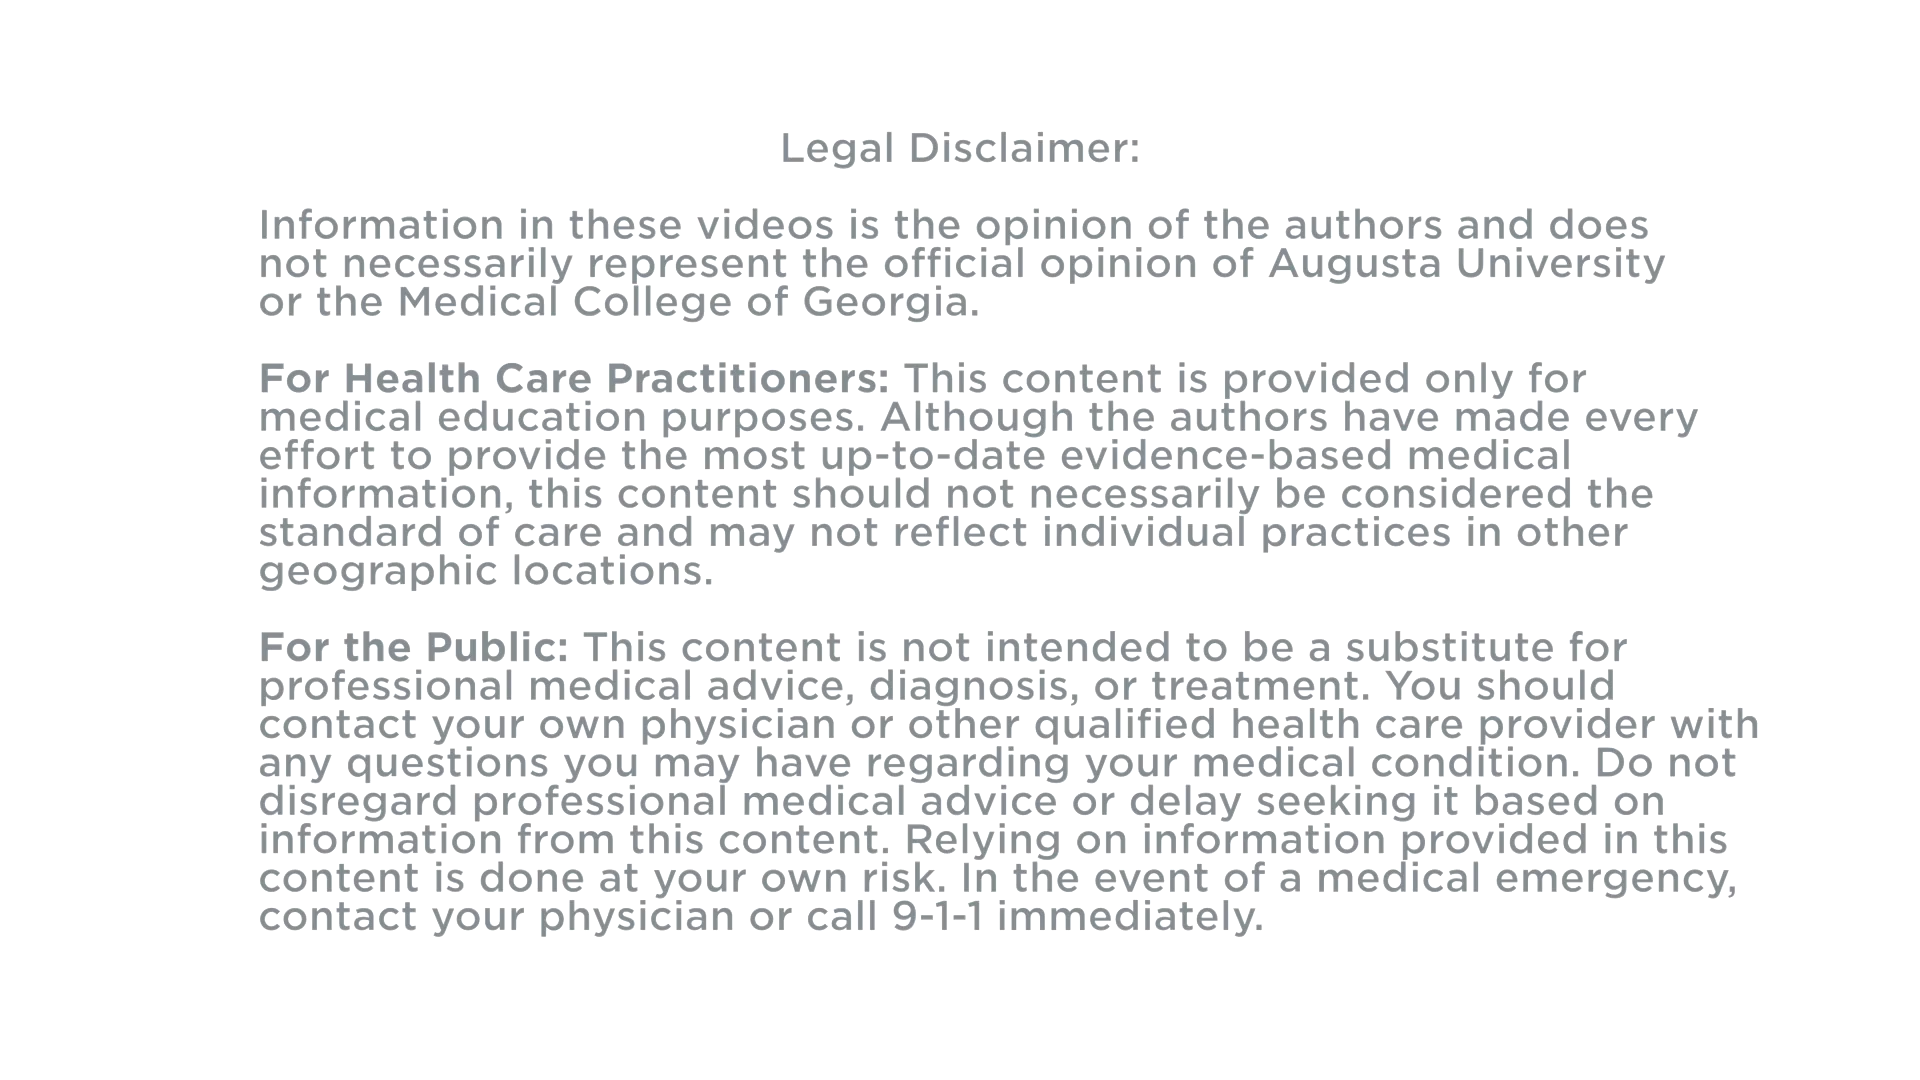 Legal Disclaimer:
Information in these videos is the opinion of the authors and does
not necessarily represent the official opinion of Augusta University
or the Medical College of Georgia.
For Health Care Practitioners: This content is provided only for
medical education purposes. Although the authors have made every
effort to provide the most up-to-date evidence-based medical
information, this content should not necessarily be considered the
standard of care and may not reflect individual practices in other
geographic locations.
For the Public: This content is not intended to be a substitute for
professional medical advice, diagnosis, or treatment. You should
contact your own physician or other qualified health care provider with
any questions you may have regarding your medical condition. Do not
disregard professional medical advice or delay seeking it based on
information from this content. Relying on information provided in this
content is done at your own risk. In the event of a medical emergency,
contact your physician or call 9-1-1 immediately.